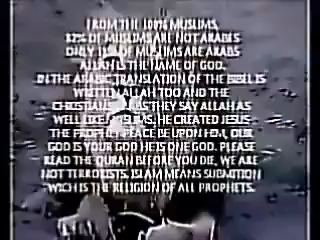 FROM THE 100% MUSLIMS,
82% OF MUSLIMS ARE NOT ARABS
ONLY 18% OF MUSLIMS ARE ARABS
ALLAH IS THE NAME OF GOD.
IN THE ARABIC TRANSLATION OF THE BIBEL IS
WRITTEN ALLAH TOO AND THE
CHRISTIANS THEY SAY ALLAH AS
WELL LIKE MUSLIMS. HE CREATED JESUS
THE PROPHET PEACE BE UPON HIM, OUR
GOD IS YOUR GOD HE IS ONE GOD. PLEASE
READ THE QURAN BEFORE YOU DIE, WE ARE
NOT TERRORISTS. ISLAM MEANS SUBMITION
WICH IS THE RELIGION OF ALL PROPHETS.